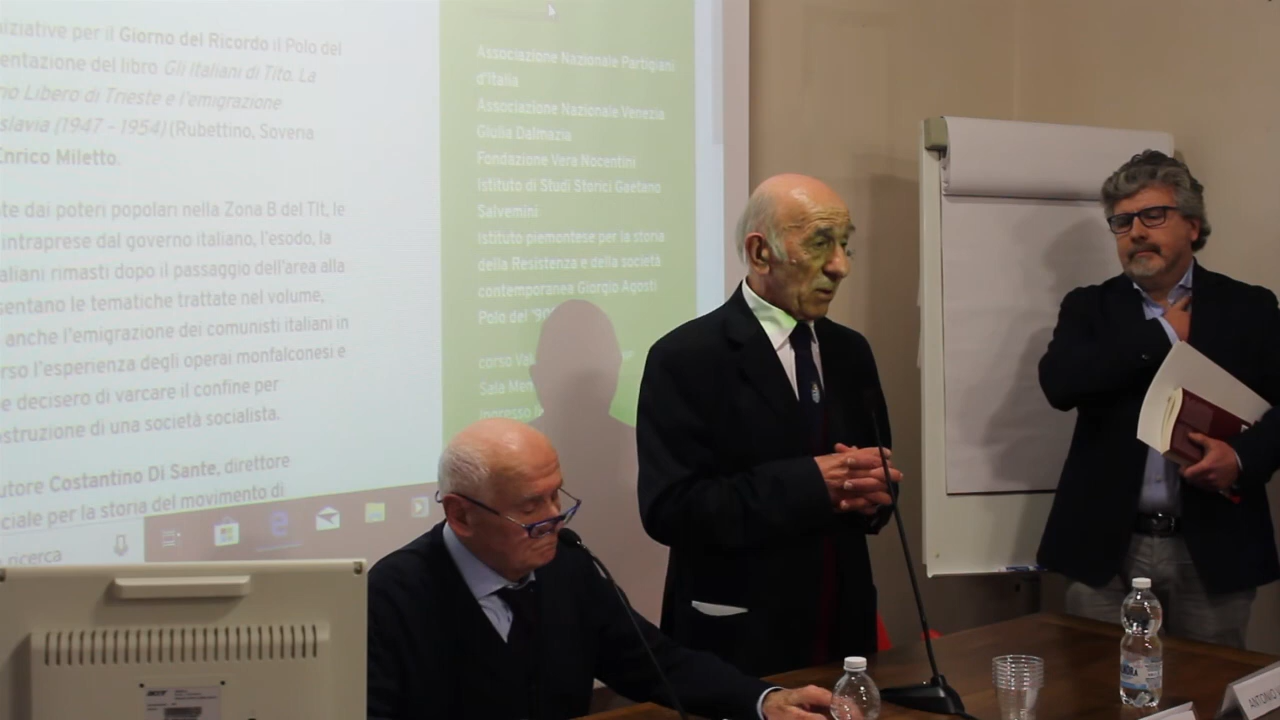 iziative per il Giorno del Ricordo il Polo del
entazione del libro Gli Italiani di Tito. La
rio Libero di Trieste e l'emigrazione
slavia (1947 – 1954) (Rubettino, Soveria
Enrico Miletto.
te dai poteri popolari nella Zona B del Tlt, le
intraprese dal governo italiano, l'esodo, la
taliani rimasti dopo il passaggio dell'area alla
sentano le tematiche trattate nel volume,
anche l'emigrazione dei comunisti italiani in
rso l'esperienza degli operai monfalconesi e
e decisero di varcare il confine per
ostruzione di una società socialista.
utore Costantino Di Sante, direttore
ciale per la storia del movimento di
ricerca
Associazione Nazionale Partigiani
d'Italia
Associazione Nazionale Venezia
Giulia Dalmazia
Fondazione Vera Nocentini
Istituto di Studi Storici Gaetano
Salvemini
Istituto piemontese per la storia
della Resistenza e della società
contemporanea Giorgio Agosti
Polo del '90
corso Val
Sala Mem
ingresso
acer
ANTONIO